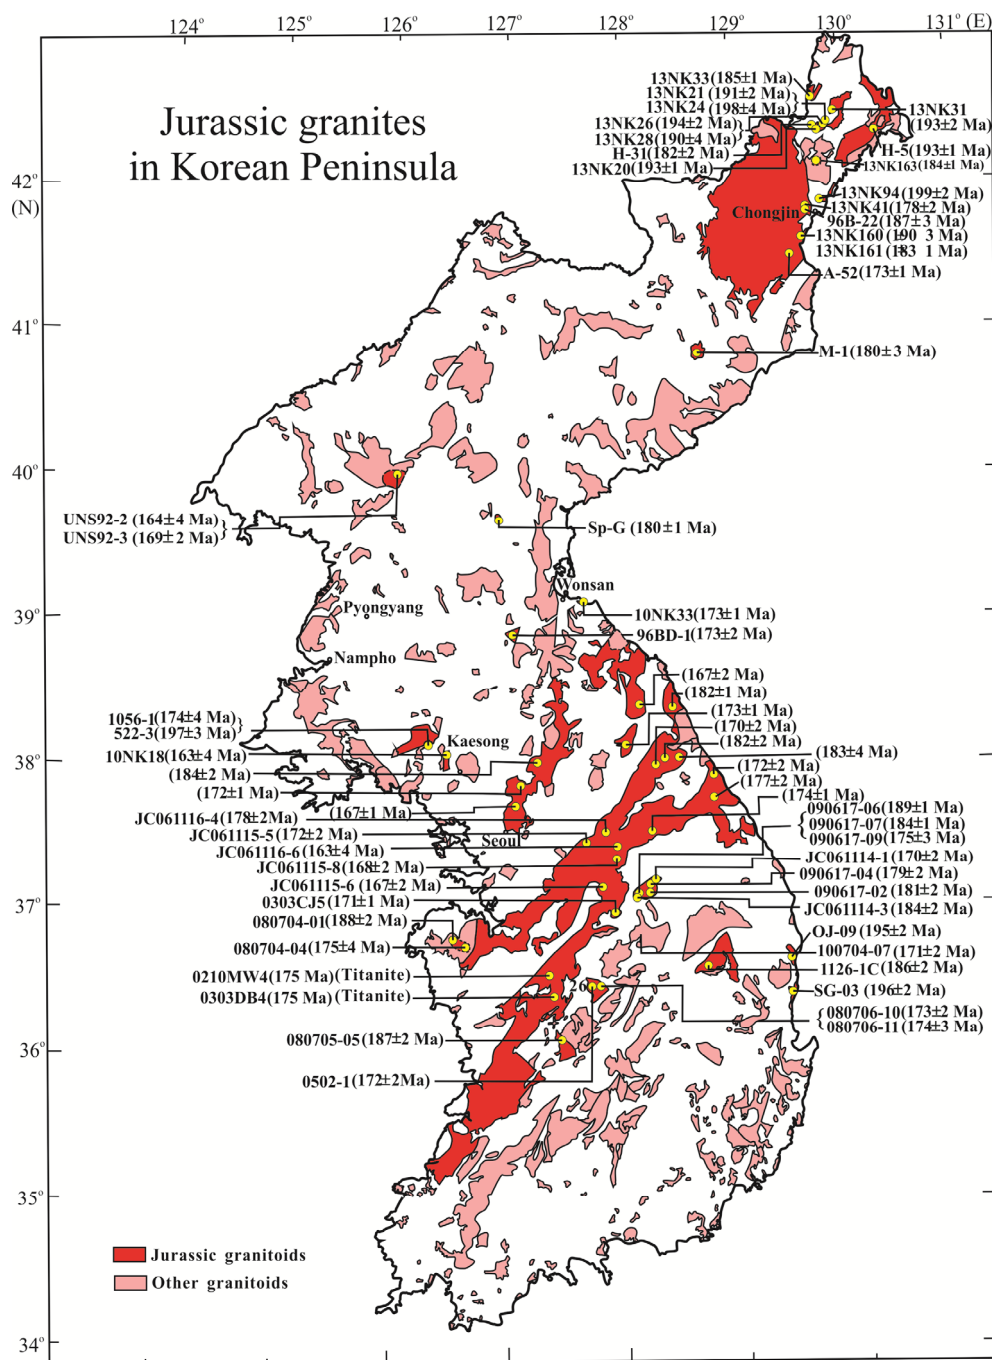 124° 125° 126° 127° 128° 129° 130° 131° (E)
Jurassic granites
in Korean Peninsula
13NK33(185±1 Ma)
13NK21 (191±2 Ma)
13NK24 (198±4 Ma)
13NK26 (194±2 Ma)
13NK28(190±4 Ma)
H-31(182±2 Ma)
13NK20(193±1 Ma)
13NK31
(193±2 Ma)
H-5(193±1 Ma)
13NK163(184±1 Ma)
13NK94(199±2 Ma)
13NK41(178±2 Ma)
96B-22(187±3 Ma)
13NK160 (190 3 Ma)
13NK161 (183 1 Ma)
A-52(173±1 Ma)
Chongjin
42°
(N)
41°
M-1(180±3 Ma)
40°
UNS92-2 (164±4 Ma)
UNS92-3 (169±2 Ma)
Sp-G (180±1 Ma)
Wonsan
39°
Pyongyang
10NK33(173±1 Ma)
96BD-1(173±2 Ma)
Nampho
(167±2 Ma)
(182±1 Ma)
(173±1 Ma)
(170±2 Ma)
(182±2 Ma)
(183±4 Ma)
(172±2 Ma)
(177±2 Ma)
(174±1 Ma)
1056-1(174±4 Ma)
522-3(197±3 Ma)
Kaesong
10NK18(163±4 Ma)
38°
(184±2 Ma)
(172±1 Ma)
(167±1 Ma)
JC061116-4(178±2Ma)
JC061115-5(172±2 Ma)
Seoul
JC061116-6(163±4 Ma)
JC061115-8(168±2 Ma)
JC061115-6 (167±2 Ma)
0303CJ5(171±1 Ma)
37°
090617-06(189±1 Ma)
090617-07(184±1 Ma)
090617-09(175±3 Ma)
JC061114-1(170±2 Ma)
090617-04 (179±2 Ma)
090617-02 (181±2 Ma)
JC061114-3 (184±2 Ma)
080704-01(188±2 Ma)
080704-04(175±4 Ma)
OJ-09(195±2 Ma)
100704-07(171±2 Ma)
1126-1C(186±2 Ma)
SG-03 (196±2 Ma)
0210MW4(175 Ma)(Titanite)
0303DB4(175 Ma)(Titanite)
26
080706-10(173±2 Ma)
080706-11(174±3 Ma)
080705-05(187±2 Ma)
36°
0502-1(172±2Ma)
35°
Jurassic granitoids
Other granitoids
34°